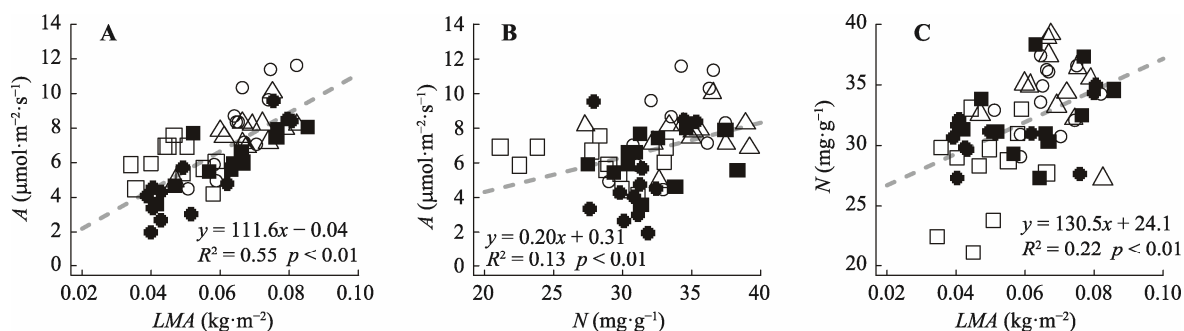 A
14
12
10
8
6
4
2
0
A (μmol·m⁻²·s⁻¹)
y = 111.6x − 0.04
R² = 0.55 p < 0.01
0.02 0.04 0.06 0.08 0.10
LMA (kg·m⁻²)
B
14
12
10
8
6
4
2
0
A (μmol·m⁻²·s⁻¹)
y = 0.20x + 0.31
R² = 0.13 p < 0.01
20 25 30 35 40
N (mg·g⁻¹)
C
40
35
30
25
20
N (mg·g⁻¹)
y = 130.5x + 24.1
R² = 0.22 p < 0.01
0.02 0.04 0.06 0.08 0.10
LMA (kg·m⁻²)